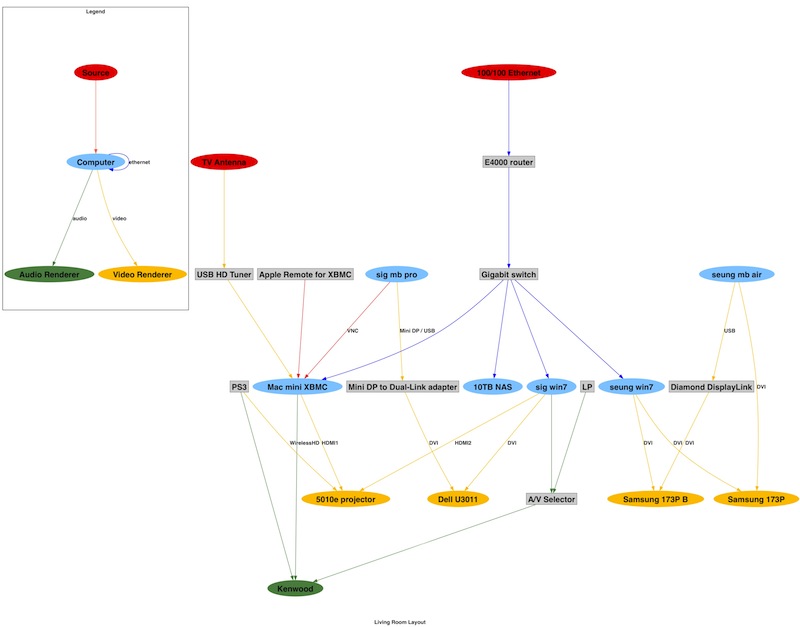 Legend
Source
100/100 Ethernet
Computer
ethernet
TV Antenna
E4000 router
audio
video
Audio Renderer
Video Renderer
USB HD Tuner
Apple Remote for XBMC
sig mb pro
Gigabit switch
seung mb air
VNC
Mini DP / USB
USB
PS3
Mac mini XBMC
Mini DP to Dual-Link adapter
10TB NAS
sig win7
LP
seung win7
Diamond DisplayLink
DVI
WirelessHD
HDMI1
DVI
HDMI2
DVI
DVI
DVI
DVI
5010e projector
Dell U3011
A/V Selector
Samsung 173P B
Samsung 173P
Kenwood
Living Room Layout